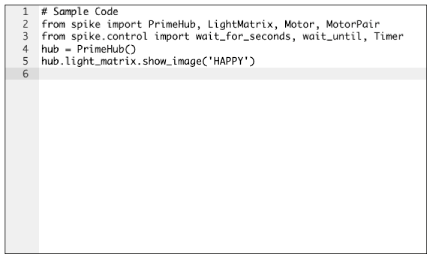 1 # Sample Code
2 from spike import PrimeHub, LightMatrix, Motor, MotorPair
3 from spike.control import wait_for_seconds, wait_until, Timer
4 hub = PrimeHub()
5 hub.light_matrix.show_image('HAPPY')
6